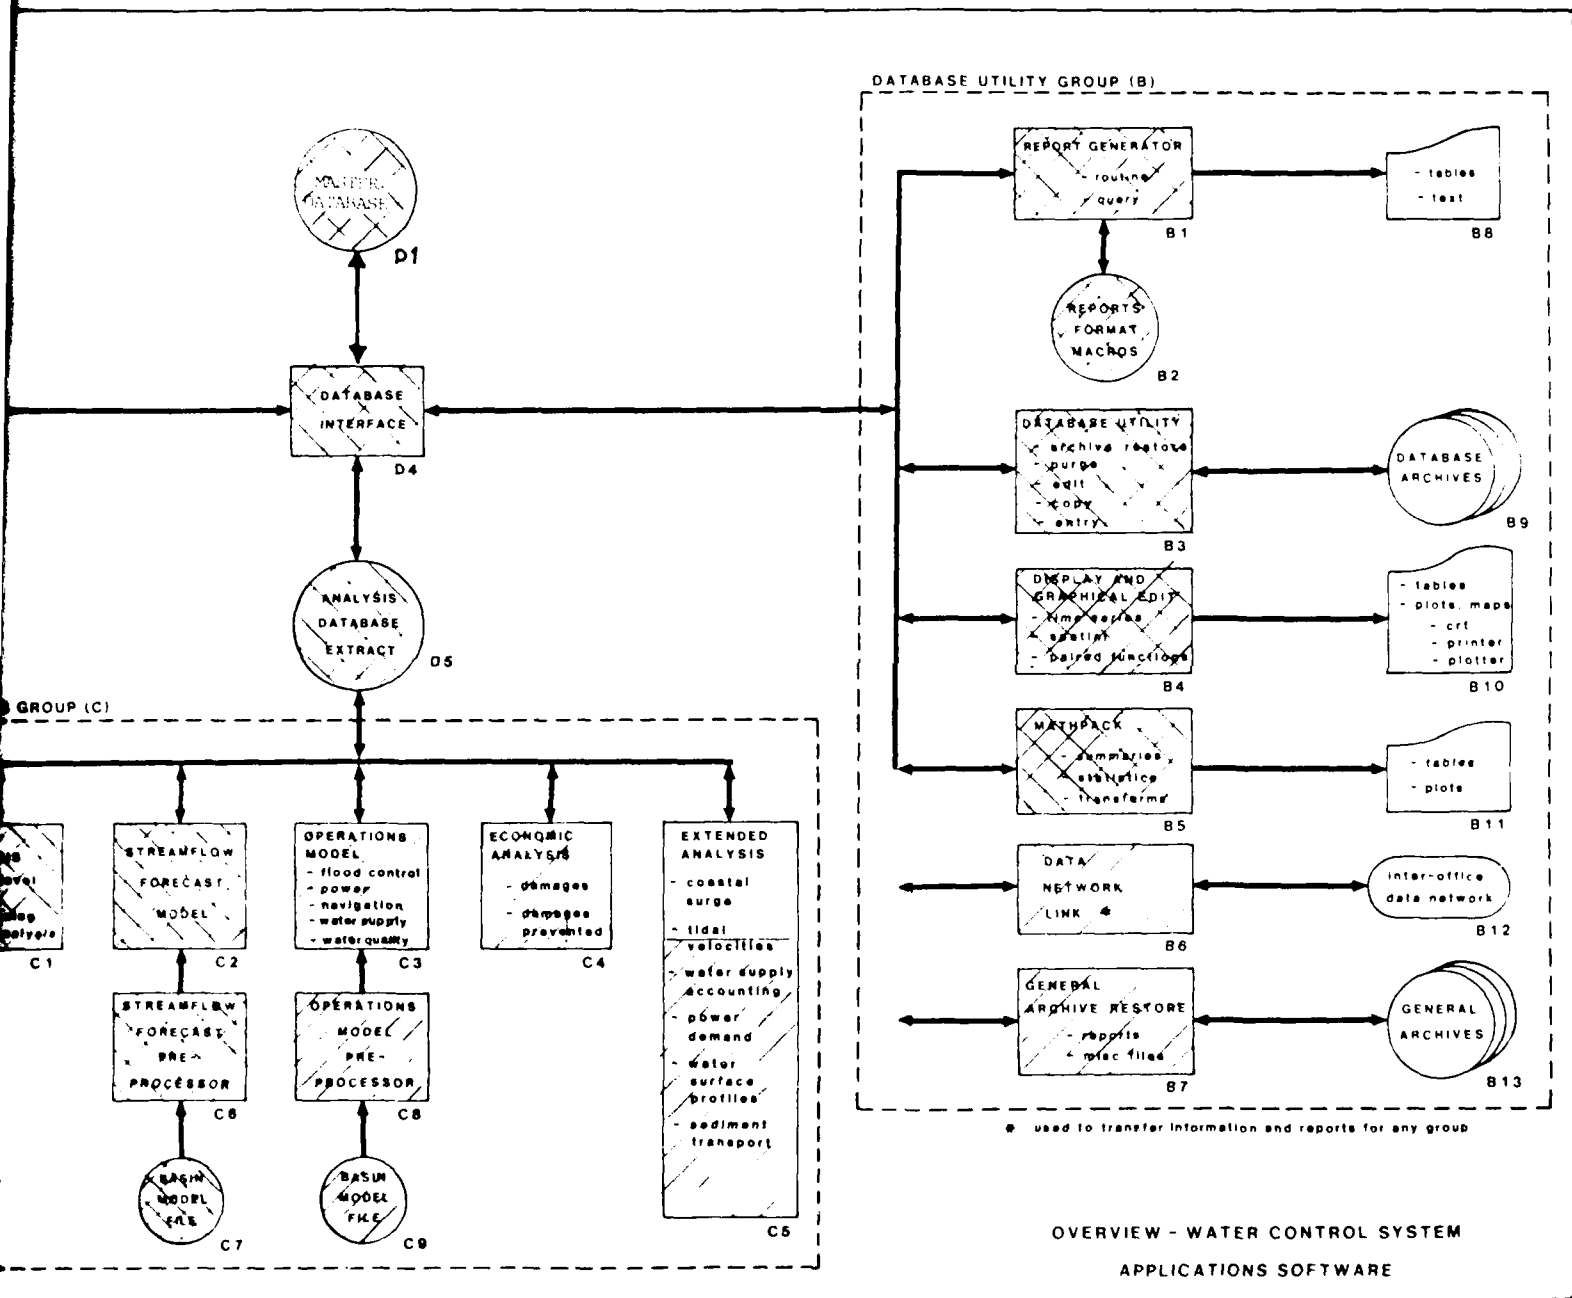 DATABASE UTILITY GROUP (B)
MASTER
DATABASE
D1
DATABASE
INTERFACE
D4
ANALYSIS
DATABASE
EXTRACT
D5
REPORT GENERATOR
- routine
- query
B1
- tables
- text
B8
REPORTS
FORMAT
MACROS
B2
DATABASE UTILITY
- archive restore
- purge
- edit
- copy
- entry
B3
DATABASE
ARCHIVES
B9
DISPLAY AND
GRAPHICAL EDIT
- time series
- spatial
- paired functions
B4
- tables
- plots, maps
- crt
- printer
- plotter
B10
MATHPACK
- summaries
- statistics
- transforms
B5
- tables
- plots
B11
DATA
NETWORK
LINK *
B6
inter-office
data network
B12
GENERAL
ARCHIVE RESTORE
- reports
- misc files
B7
GENERAL
ARCHIVES
B13
* used to transfer information and reports for any group
GROUP (C)
C1
STREAMFLOW
FORECAST
MODEL
C2
OPERATIONS
MODEL
- flood control
- power
- navigation
- water supply
- water quality
C3
ECONOMIC
ANALYSIS
- damages
- damages
prevented
C4
EXTENDED
ANALYSIS
- coastal
surge
- tidal
velocities
- water supply
accounting
- power
demand
- water
surface
profiles
- sediment
transport
C5
STREAMFLOW
FORECAST
PRE-
PROCESSOR
C6
OPERATIONS
MODEL
PRE-
PROCESSOR
C8
BASIN
MODEL
FILE
C7
BASIN
MODEL
FILE
C9
OVERVIEW - WATER CONTROL SYSTEM
APPLICATIONS SOFTWARE